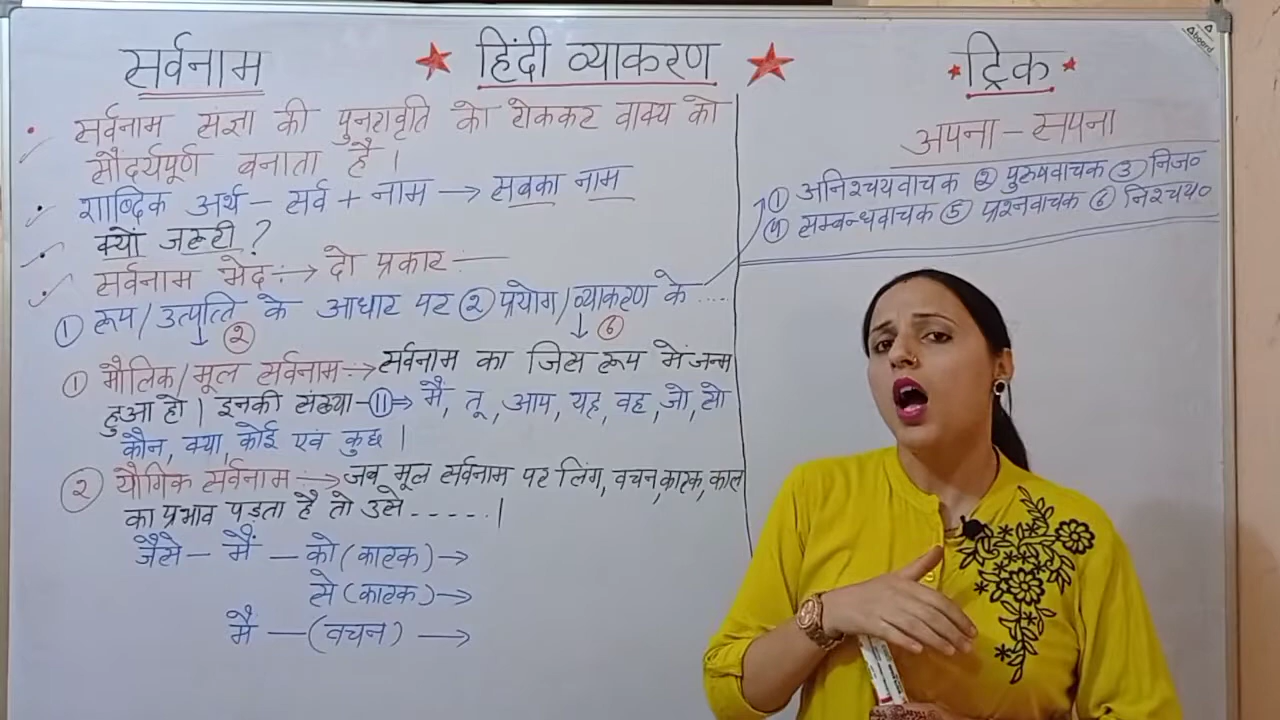 सर्वनाम
हिंदी व्याकरण
सर्वनाम संज्ञा की पुनरावृति को रोककर वाक्य को
सौंदर्यपूर्ण बनाता है।
शाब्दिक अर्थ – सर्व + नाम → सबका नाम
क्यों जरूरी ?
सर्वनाम भेद :→ दो प्रकार :—
① रूप/उत्पत्ति के आधार पर ② प्रयोग/व्याकरण के .....
↓ ② ↓ ⑥
① मौलिक/मूल सर्वनाम :→ सर्वनाम का जिस रूप में जन्म
हुआ हो। इनकी संख्या – ⑪ ⇒ मैं, तू, आप, यह, वह, जो, सो
कौन, क्या, कोई एवं कुछ।
② यौगिक सर्वनाम :→ जब मूल सर्वनाम पर लिंग, वचन, कारक, काल
का प्रभाव पड़ता है तो उसे ......।
जैसे – मैं – को (कारक) →
से (कारक) →
मैं — (वचन) →
ट्रिक
अपना – सपना
① अनिश्चयवाचक ② पुरुषवाचक ③ निज०
④ सम्बन्धवाचक ⑤ प्रश्नवाचक ⑥ निश्चय०